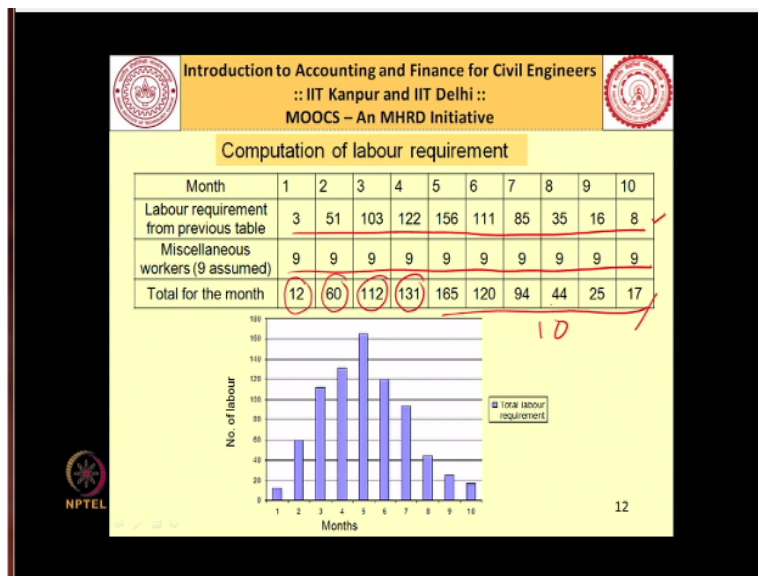 Introduction to Accounting and Finance for Civil Engineers
:: IIT Kanpur and IIT Delhi ::
MOOCS – An MHRD Initiative
Computation of labour requirement
Month 1 2 3 4 5 6 7 8 9 10
Labour requirement from previous table 3 51 103 122 156 111 85 35 16 8
Miscellaneous workers (9 assumed) 9 9 9 9 9 9 9 9 9 9
Total for the month 12 60 112 131 165 120 94 44 25 17
10
180
160
140
120
100
80
60
40
20
0
No. of labour
1 2 3 4 5 6 7 8 9 10
Months
Total labour
requirement
NPTEL
12